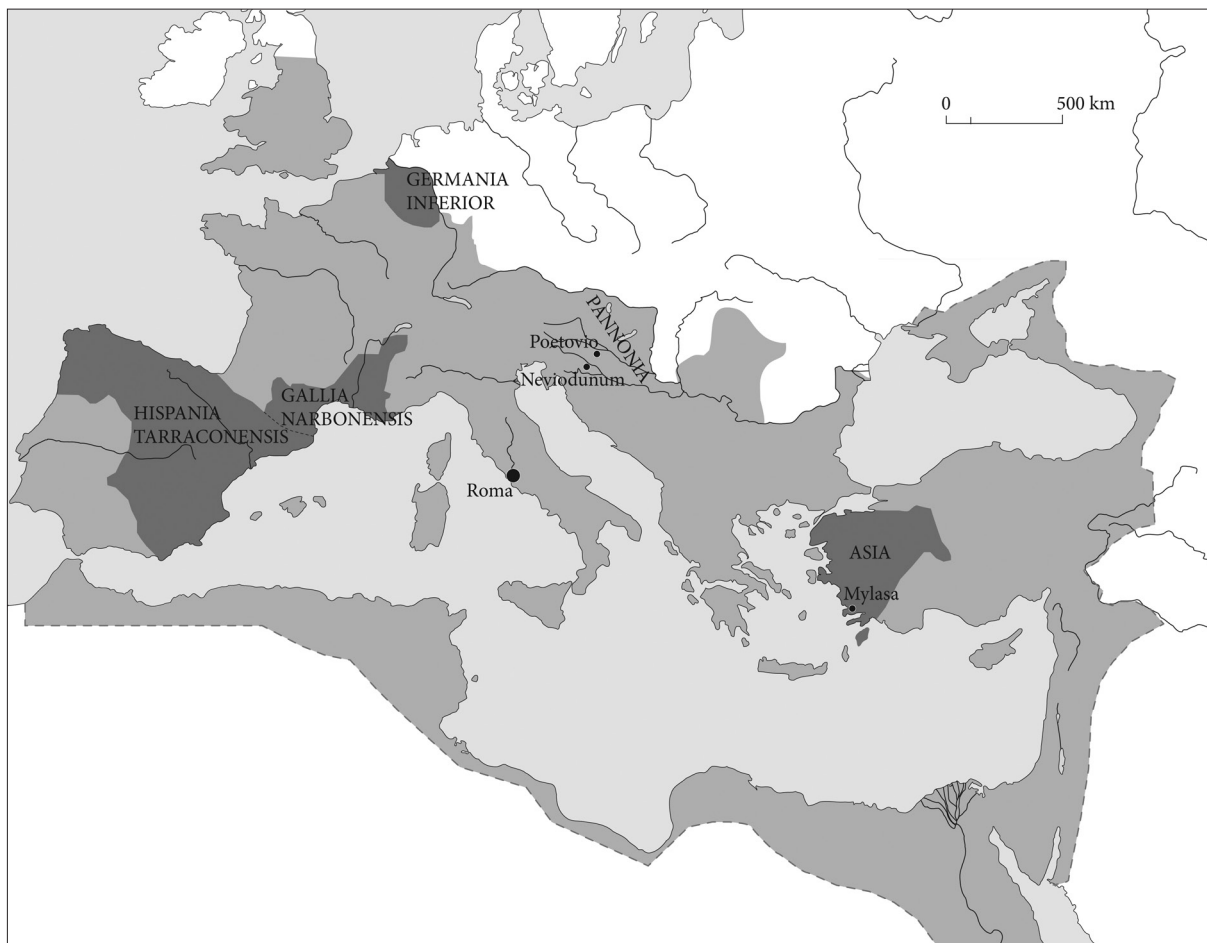 0 500 km
GERMANIA
INFERIOR
PANNONIA
Poetovio
Neviodunum
GALLIA
NARBONENSIS
HISPANIA
TARRACONENSIS
Roma
ASIA
Mylasa